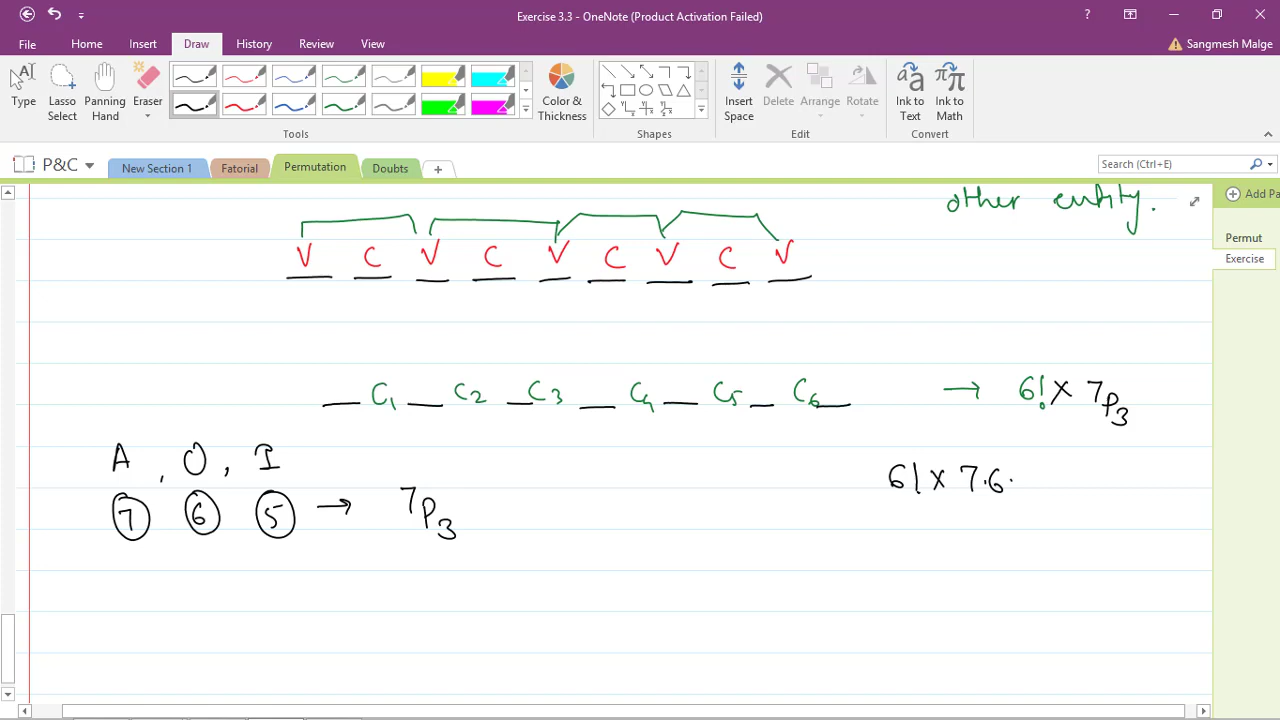 Exercise 3.3 - OneNote (Product Activation Failed)
?
File Home Insert Draw History Review View
Sangmesh Malge
Type
Lasso Select
Panning Hand
Eraser
Color & Thickness
Insert Space
Delete
Arrange
Rotate
Ink to Text
Ink to Math
Tools
Shapes
Edit
Convert
P&C
New Section 1 Fatorial Permutation Doubts +
Search (Ctrl+E)
Add Pa
Permut
Exercise
other entity.
V C V C V C V C V
_ C1 _ C2 _ C3 _ C4 _ C5 _ C6 _ → 6! × 7P3
A, O, I
7 6 5 → 7P3
6! × 7.6.